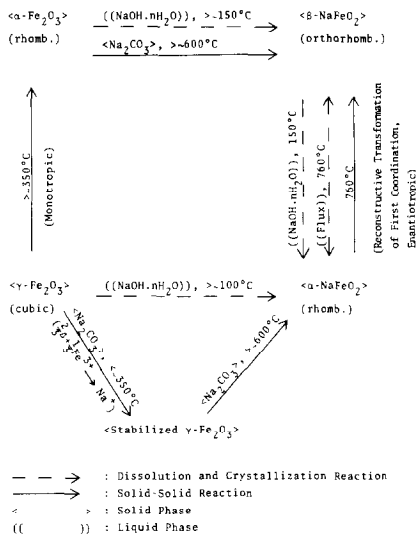 <α-Fe₂O₃> ((NaOH.nH₂O)), >~150°C <β-NaFeO₂>
(rhomb.) <Na₂CO₃>, >~600°C (orthorhomb.)
>~350°C
(Monotropic)
((NaOH.nH₂O)), 150°C
((Flux)), 760°C
760°C
(Reconstructive Transformation
of First Coordination,
Enantiotropic)
<γ-Fe₂O₃> ((NaOH.nH₂O)), >~100°C <α-NaFeO₂>
(cubic) (rhomb.)
<Na₂CO₃>, <~350°C
<Na₂CO₃>, >~600°C
<Stabilized γ-Fe₂O₃>
— — → : Dissolution and Crystallization Reaction
———→ : Solid-Solid Reaction
< > : Solid Phase
(( )) : Liquid Phase